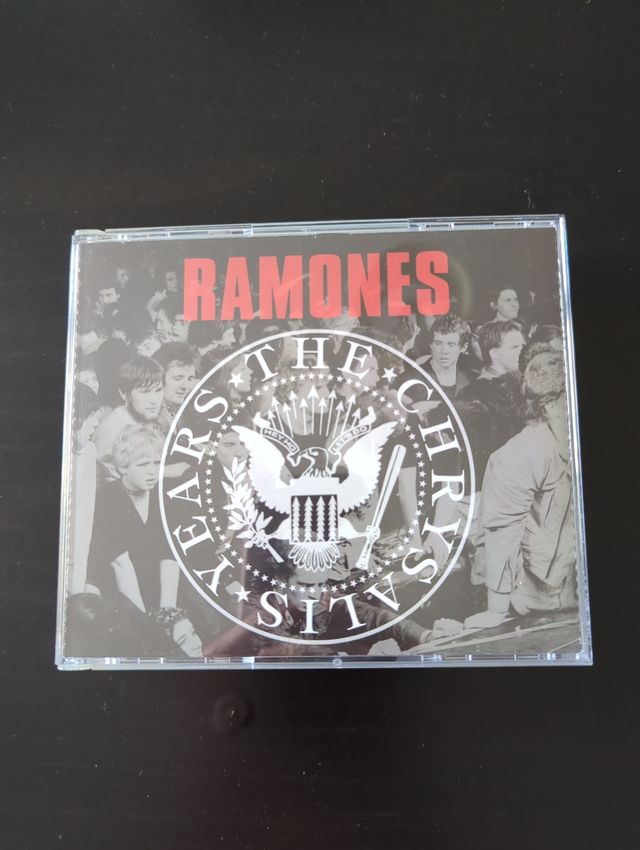 RAMONES
THE ★ CHRYSALIS ★ YEARS ★
HEY HO LET'S GO